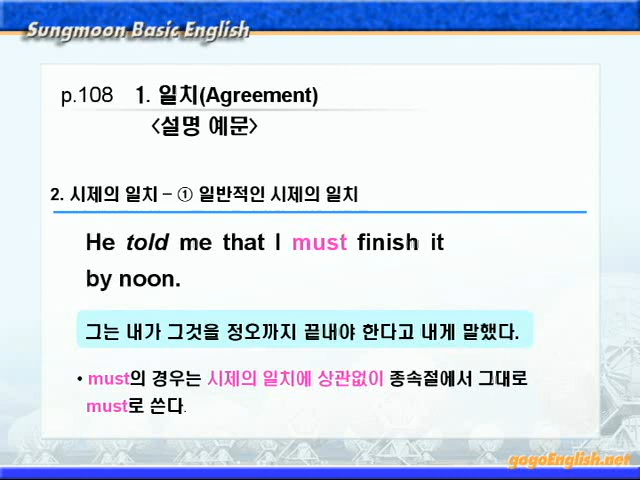 Sungmoon Basic English
p.108 1. 일치(Agreement)
<설명 예문>
2. 시제의 일치 – ① 일반적인 시제의 일치
He told me that I must finish it
by noon.
그는 내가 그것을 정오까지 끝내야 한다고 내게 말했다.
• must의 경우는 시제의 일치에 상관없이 종속절에서 그대로
must로 쓴다.
gogoEnglish.net